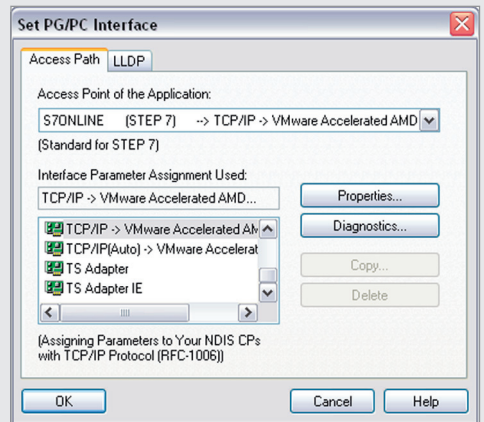 Set PG/PC Interface
Access Path
LLDP
Access Point of the Application:
S7ONLINE (STEP 7) --> TCP/IP -> VMware Accelerated AMD
(Standard for STEP 7)
Interface Parameter Assignment Used:
TCP/IP -> VMware Accelerated AMD...
Properties...
TCP/IP -> VMware Accelerated AM
Diagnostics...
TCP/IP(Auto) -> VMware Accelerat
TS Adapter
Copy...
TS Adapter IE
Delete
(Assigning Parameters to Your NDIS CPs
with TCP/IP Protocol (RFC-1006))
OK
Cancel
Help